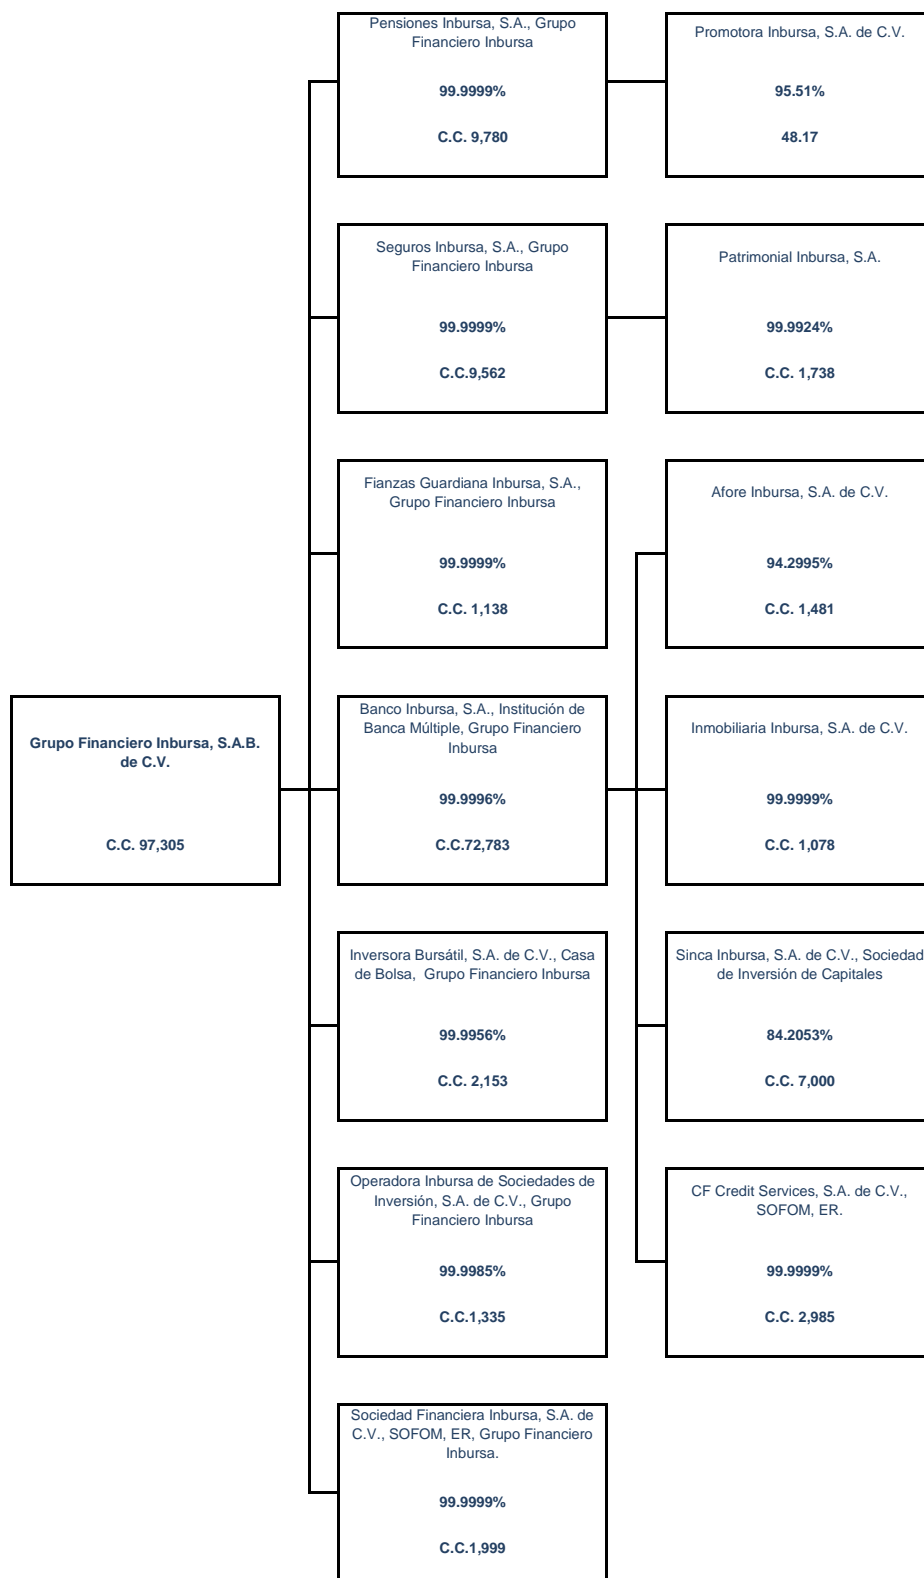 Pensiones Inbursa, S.A., Grupo
Financiero Inbursa
99.9999%
C.C. 9,780
Promotora Inbursa, S.A. de C.V.
95.51%
48.17
Seguros Inbursa, S.A., Grupo
Financiero Inbursa
99.9999%
C.C.9,562
Patrimonial Inbursa, S.A.
99.9924%
C.C. 1,738
Fianzas Guardiana Inbursa, S.A.,
Grupo Financiero Inbursa
99.9999%
C.C. 1,138
Afore Inbursa, S.A. de C.V.
94.2995%
C.C. 1,481
Grupo Financiero Inbursa, S.A.B.
de C.V.
C.C. 97,305
Banco Inbursa, S.A., Institución de
Banca Múltiple, Grupo Financiero
Inbursa
99.9996%
C.C.72,783
Inmobiliaria Inbursa, S.A. de C.V.
99.9999%
C.C. 1,078
Inversora Bursátil, S.A. de C.V., Casa
de Bolsa, Grupo Financiero Inbursa
99.9956%
C.C. 2,153
Sinca Inbursa, S.A. de C.V., Sociedad
de Inversión de Capitales
84.2053%
C.C. 7,000
Operadora Inbursa de Sociedades de
Inversión, S.A. de C.V., Grupo
Financiero Inbursa
99.9985%
C.C.1,335
CF Credit Services, S.A. de C.V.,
SOFOM, ER.
99.9999%
C.C. 2,985
Sociedad Financiera Inbursa, S.A. de
C.V., SOFOM, ER, Grupo Financiero
Inbursa.
99.9999%
C.C.1,999